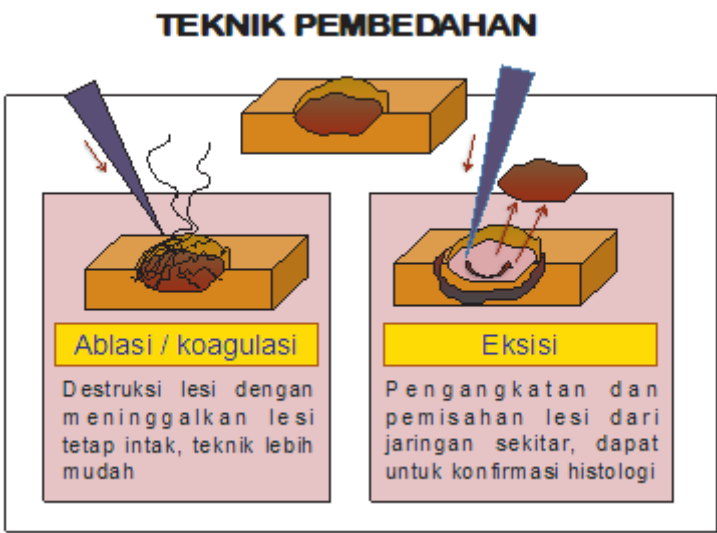 TEKNIK PEMBEDAHAN
Ablasi / koagulasi
Destruksi lesi dengan
meninggalkan lesi
tetap intak, teknik lebih
mudah
Eksisi
Pengangkatan dan
pemisahan lesi dari
jaringan sekitar, dapat
untuk konfirmasi histologi